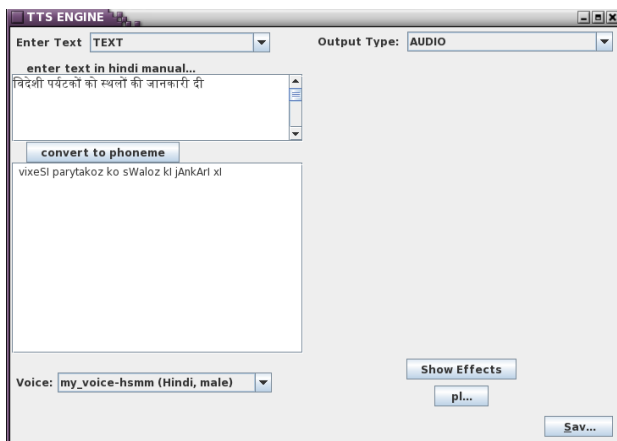 TTS ENGINE
Enter Text TEXT Output Type: AUDIO
enter text in hindi manual...
विदेशी पर्यटकों को स्थलों की जानकारी दी
convert to phoneme
vixeSI parytakoz ko sWaloz kI jAnkArI xI
Show Effects
Voice: my_voice-hsmm (Hindi, male)
pl...
Sav...